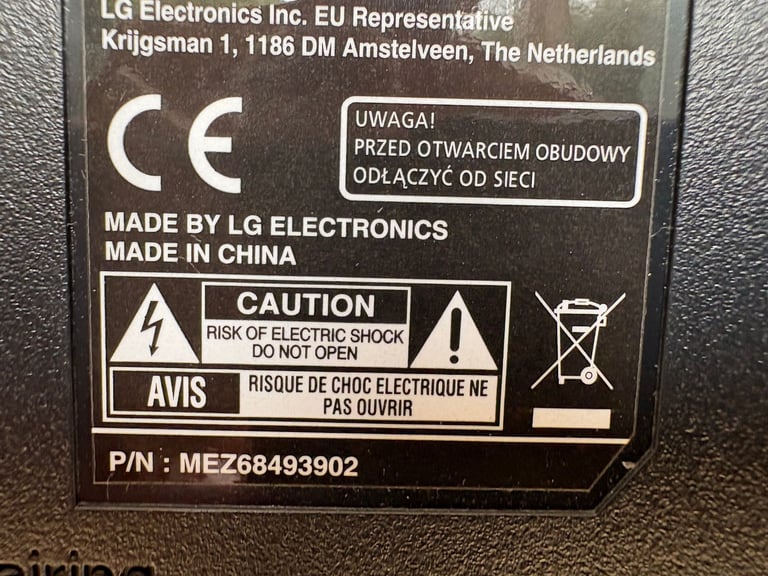 LG Electronics Inc. EU Representative
Krijgsman 1, 1186 DM Amstelveen, The Netherlands
CE
UWAGA!
PRZED OTWARCIEM OBUDOWY
ODŁĄCZYĆ OD SIECI
MADE BY LG ELECTRONICS
MADE IN CHINA
CAUTION
RISK OF ELECTRIC SHOCK
DO NOT OPEN
AVIS
RISQUE DE CHOC ELECTRIQUE NE
PAS OUVRIR
P/N : MEZ68493902